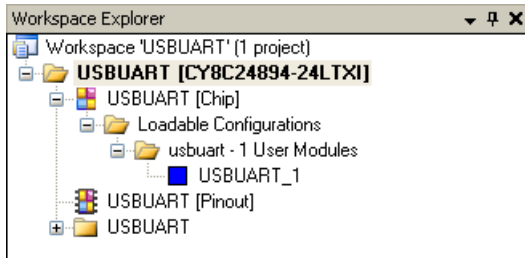 Workspace Explorer
Workspace 'USBUART' (1 project)
USBUART [CY8C24894-24LTXI]
USBUART [Chip]
Loadable Configurations
usbuart - 1 User Modules
USBUART_1
USBUART [Pinout]
USBUART